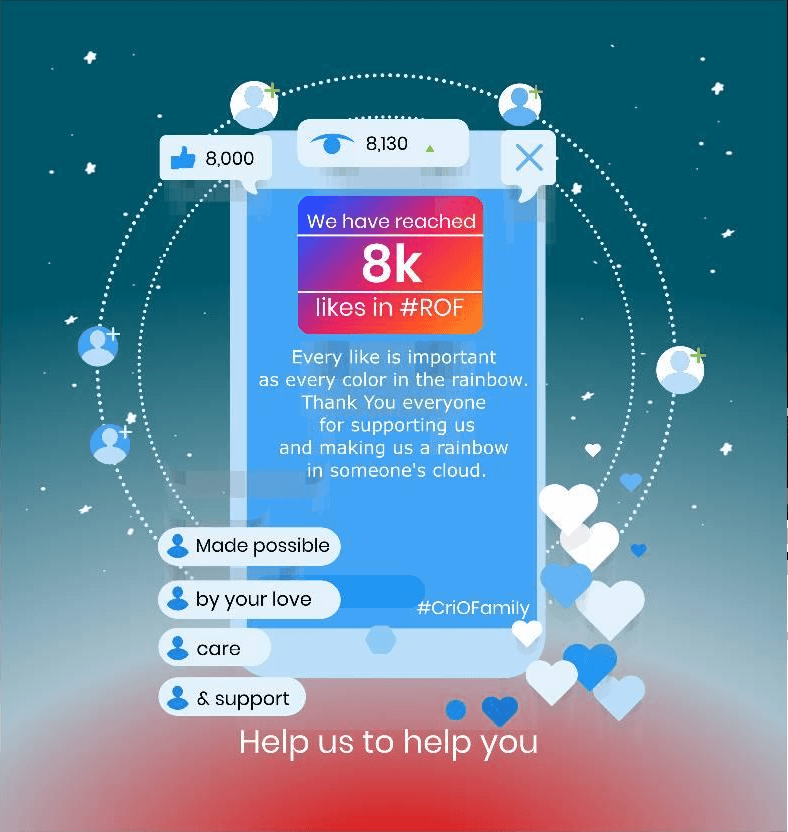 8,000
8,130
We have reached
8k
likes in #ROF
Every like is important
as every color in the rainbow.
Thank You everyone
for supporting us
and making us a rainbow
in someone's cloud.
Made possible
by your love
#CriOFamily
care
& support
Help us to help you